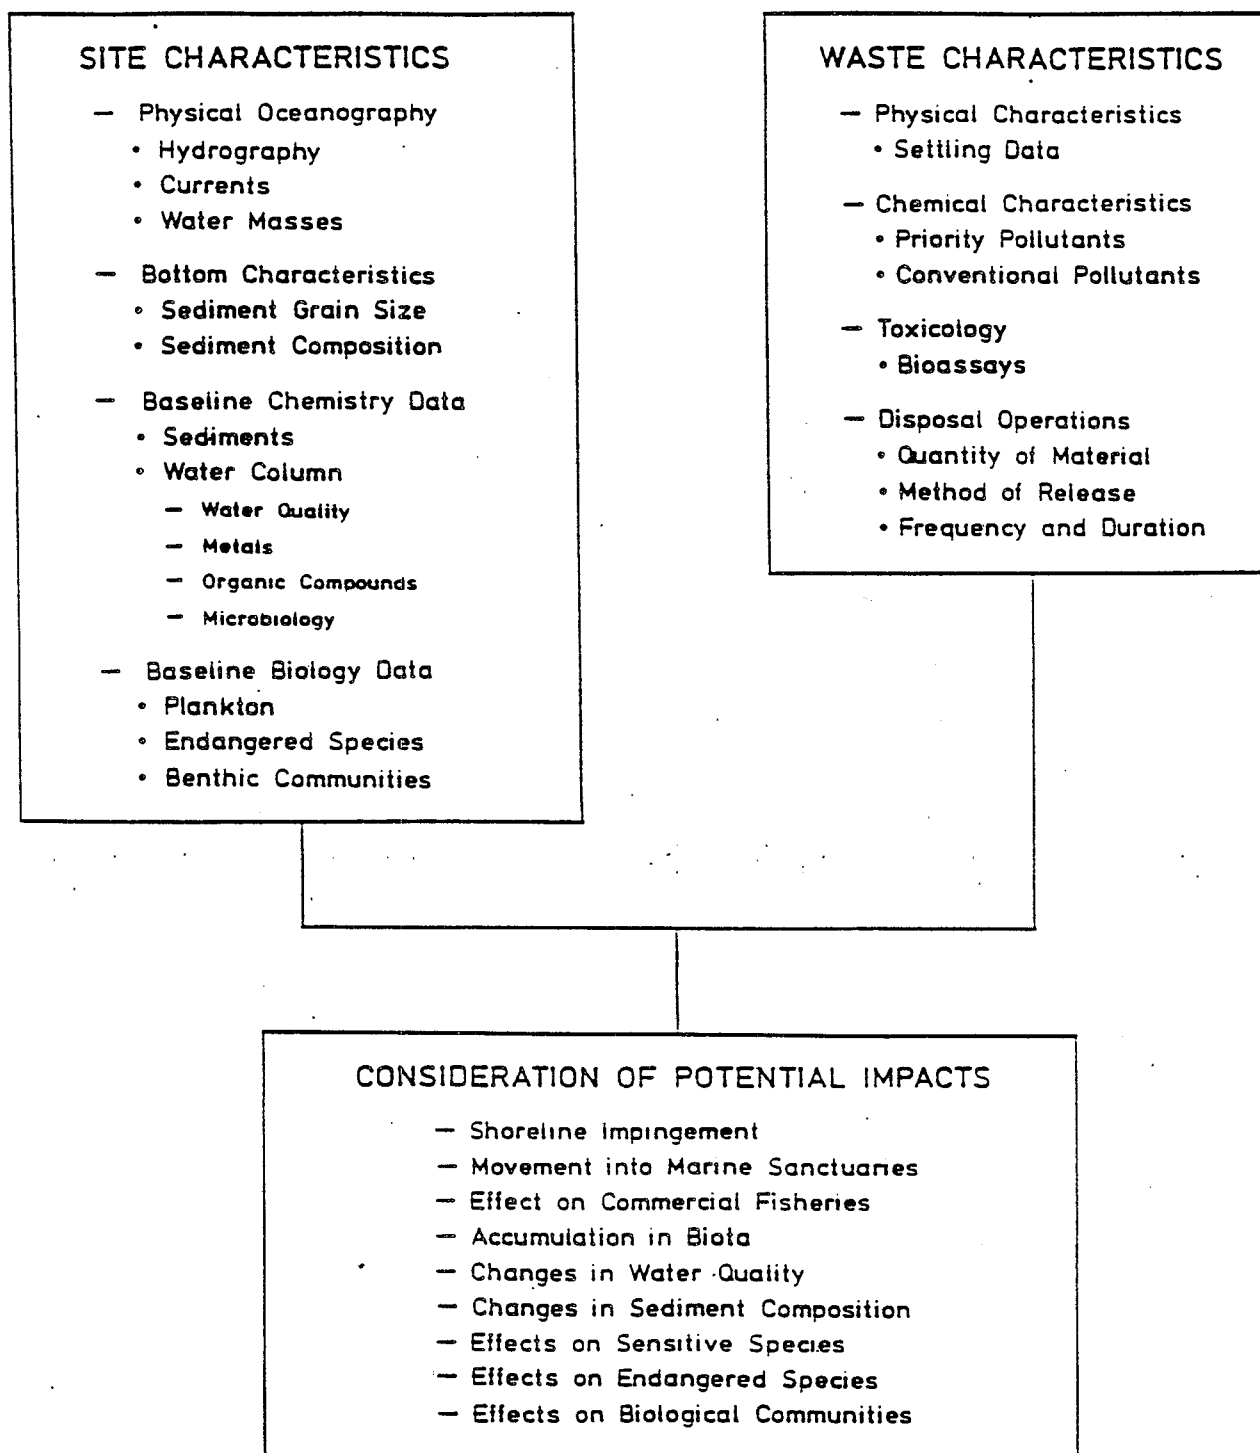 SITE CHARACTERISTICS
— Physical Oceanography
• Hydrography
• Currents
• Water Masses
— Bottom Characteristics
• Sediment Grain Size
• Sediment Composition
— Baseline Chemistry Data
• Sediments
• Water Column
— Water Quality
— Metals
— Organic Compounds
— Microbiology
— Baseline Biology Data
• Plankton
• Endangered Species
• Benthic Communities
WASTE CHARACTERISTICS
— Physical Characteristics
• Settling Data
— Chemical Characteristics
• Priority Pollutants
• Conventional Pollutants
— Toxicology
• Bioassays
— Disposal Operations
• Quantity of Material
• Method of Release
• Frequency and Duration
CONSIDERATION OF POTENTIAL IMPACTS
— Shoreline Impingement
— Movement into Marine Sanctuaries
— Effect on Commercial Fisheries
— Accumulation in Biota
— Changes in Water Quality
— Changes in Sediment Composition
— Effects on Sensitive Species
— Effects on Endangered Species
— Effects on Biological Communities